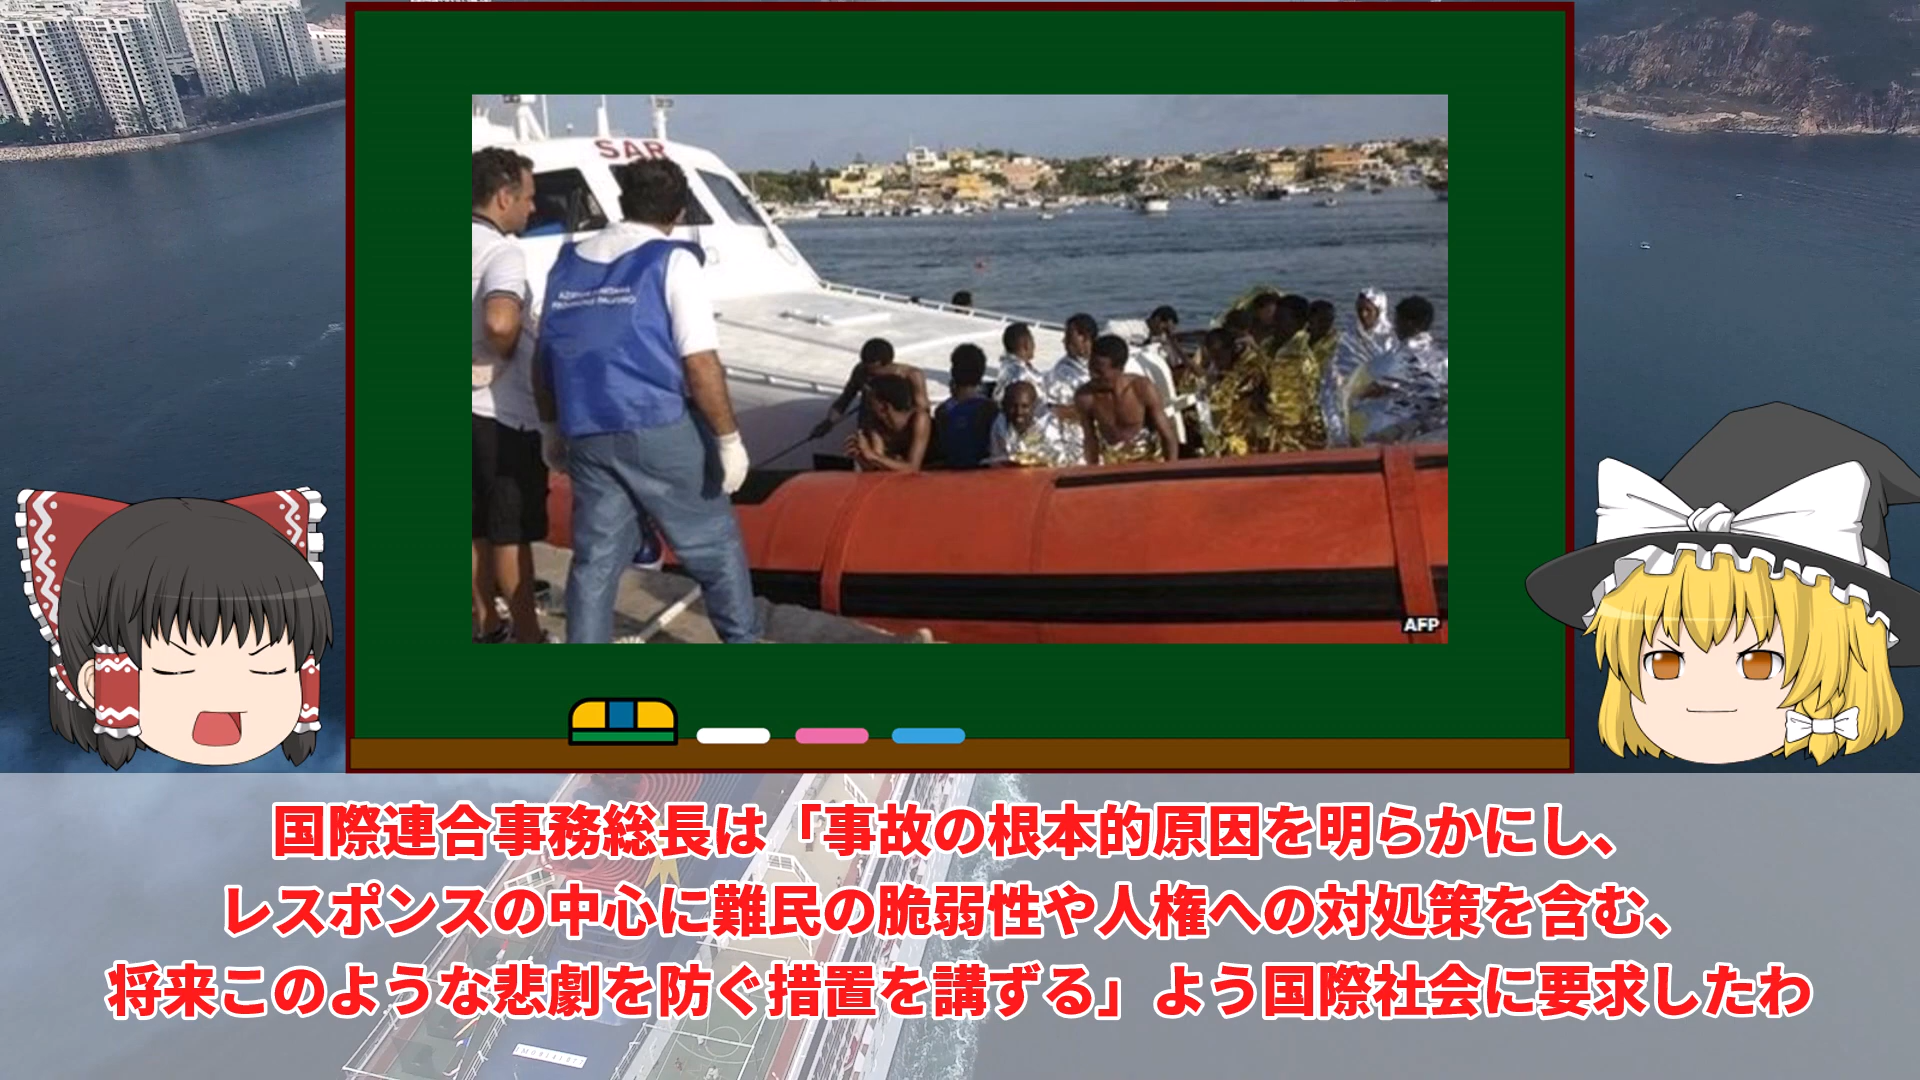 SAR
AFP
国際連合事務総長は「事故の根本的原因を明らかにし、
レスポンスの中心に難民の脆弱性や人権への対処策を含む、
将来このような悲劇を防ぐ措置を講ずる」よう国際社会に要求したわ